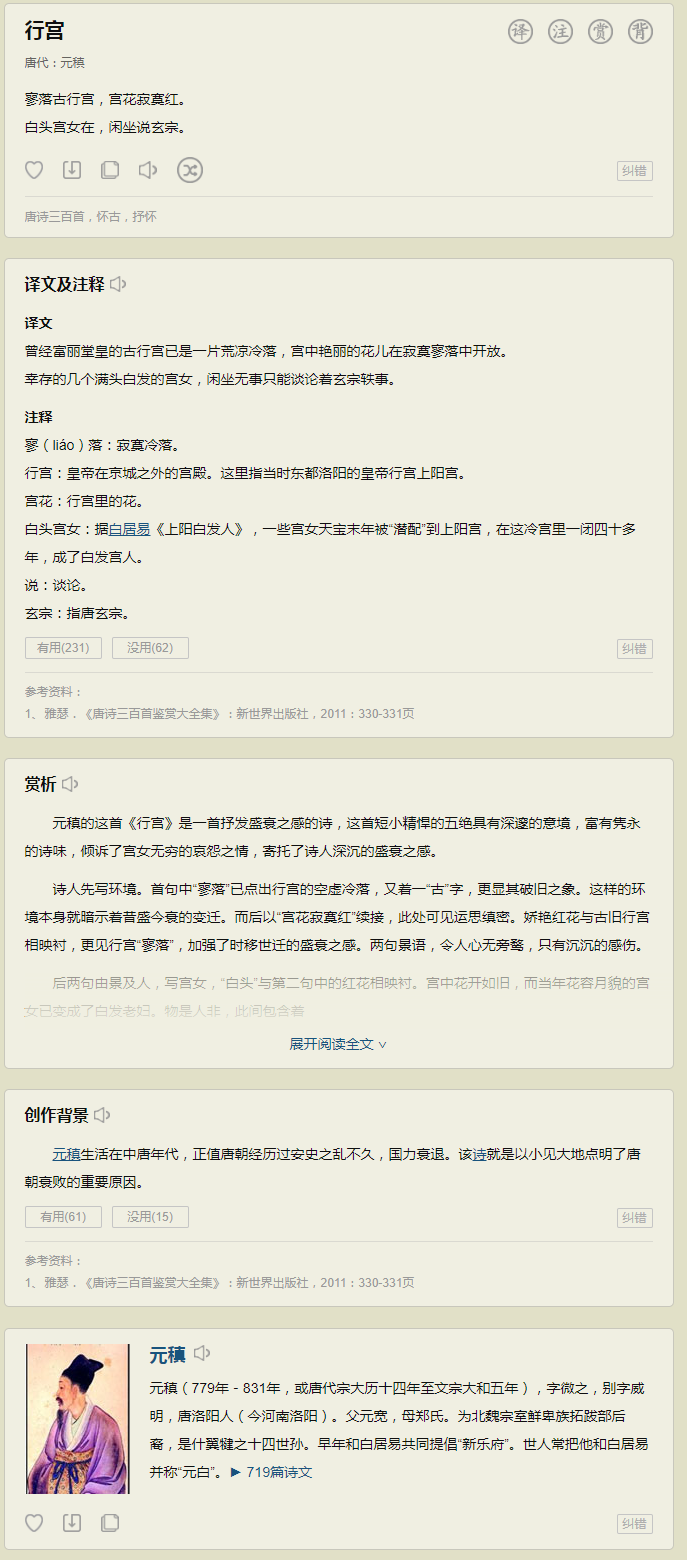 行宫
译 注 赏 背
唐代：元稹
寥落古行宫，宫花寂寞红。
白头宫女在，闲坐说玄宗。
纠错
唐诗三百首，怀古，抒怀
译文及注释
译文
曾经富丽堂皇的古行宫已是一片荒凉冷落，宫中艳丽的花儿在寂寞寥落中开放。
幸存的几个满头白发的宫女，闲坐无事只能谈论着玄宗轶事。
注释
寥（liáo）落：寂寞冷落。
行宫：皇帝在京城之外的宫殿。这里指当时东都洛阳的皇帝行宫上阳宫。
宫花：行宫里的花。
白头宫女：据白居易《上阳白发人》，一些宫女天宝末年被“潜配”到上阳宫，在这冷宫里一闭四十多
年，成了白发宫人。
说：谈论。
玄宗：指唐玄宗。
有用(231) 没用(62) 纠错
参考资料：
1、雅瑟．《唐诗三百首鉴赏大全集》：新世界出版社，2011：330-331页
赏析
元稹的这首《行宫》是一首抒发盛衰之感的诗，这首短小精悍的五绝具有深邃的意境，富有隽永
的诗味，倾诉了宫女无穷的哀怨之情，寄托了诗人深沉的盛衰之感。
诗人先写环境。首句中“寥落”已点出行宫的空虚冷落，又着一“古”字，更显其破旧之象。这样的环
境本身就暗示着昔盛今衰的变迁。而后以“宫花寂寞红”续接，此处可见运思缜密。娇艳红花与古旧行宫
相映衬，更见行宫“寥落”，加强了时移世迁的盛衰之感。两句景语，令人心无旁骛，只有沉沉的感伤。
后两句由景及人，写宫女，“白头”与第二句中的红花相映衬。宫中花开如旧，而当年花容月貌的宫
女已变成了白发老妇。物是人非，此间包含着
展开阅读全文 ∨
创作背景
元稹生活在中唐年代，正值唐朝经历过安史之乱不久，国力衰退。该诗就是以小见大地点明了唐
朝衰败的重要原因。
有用(61) 没用(15) 纠错
参考资料：
1、雅瑟．《唐诗三百首鉴赏大全集》：新世界出版社，2011：330-331页
元稹
元稹（779年－831年，或唐代宗大历十四年至文宗大和五年），字微之，别字威
明，唐洛阳人（今河南洛阳）。父元宽，母郑氏。为北魏宗室鲜卑族拓跋部后
裔，是什翼犍之十四世孙。早年和白居易共同提倡“新乐府”。世人常把他和白居易
并称“元白”。► 719篇诗文
纠错